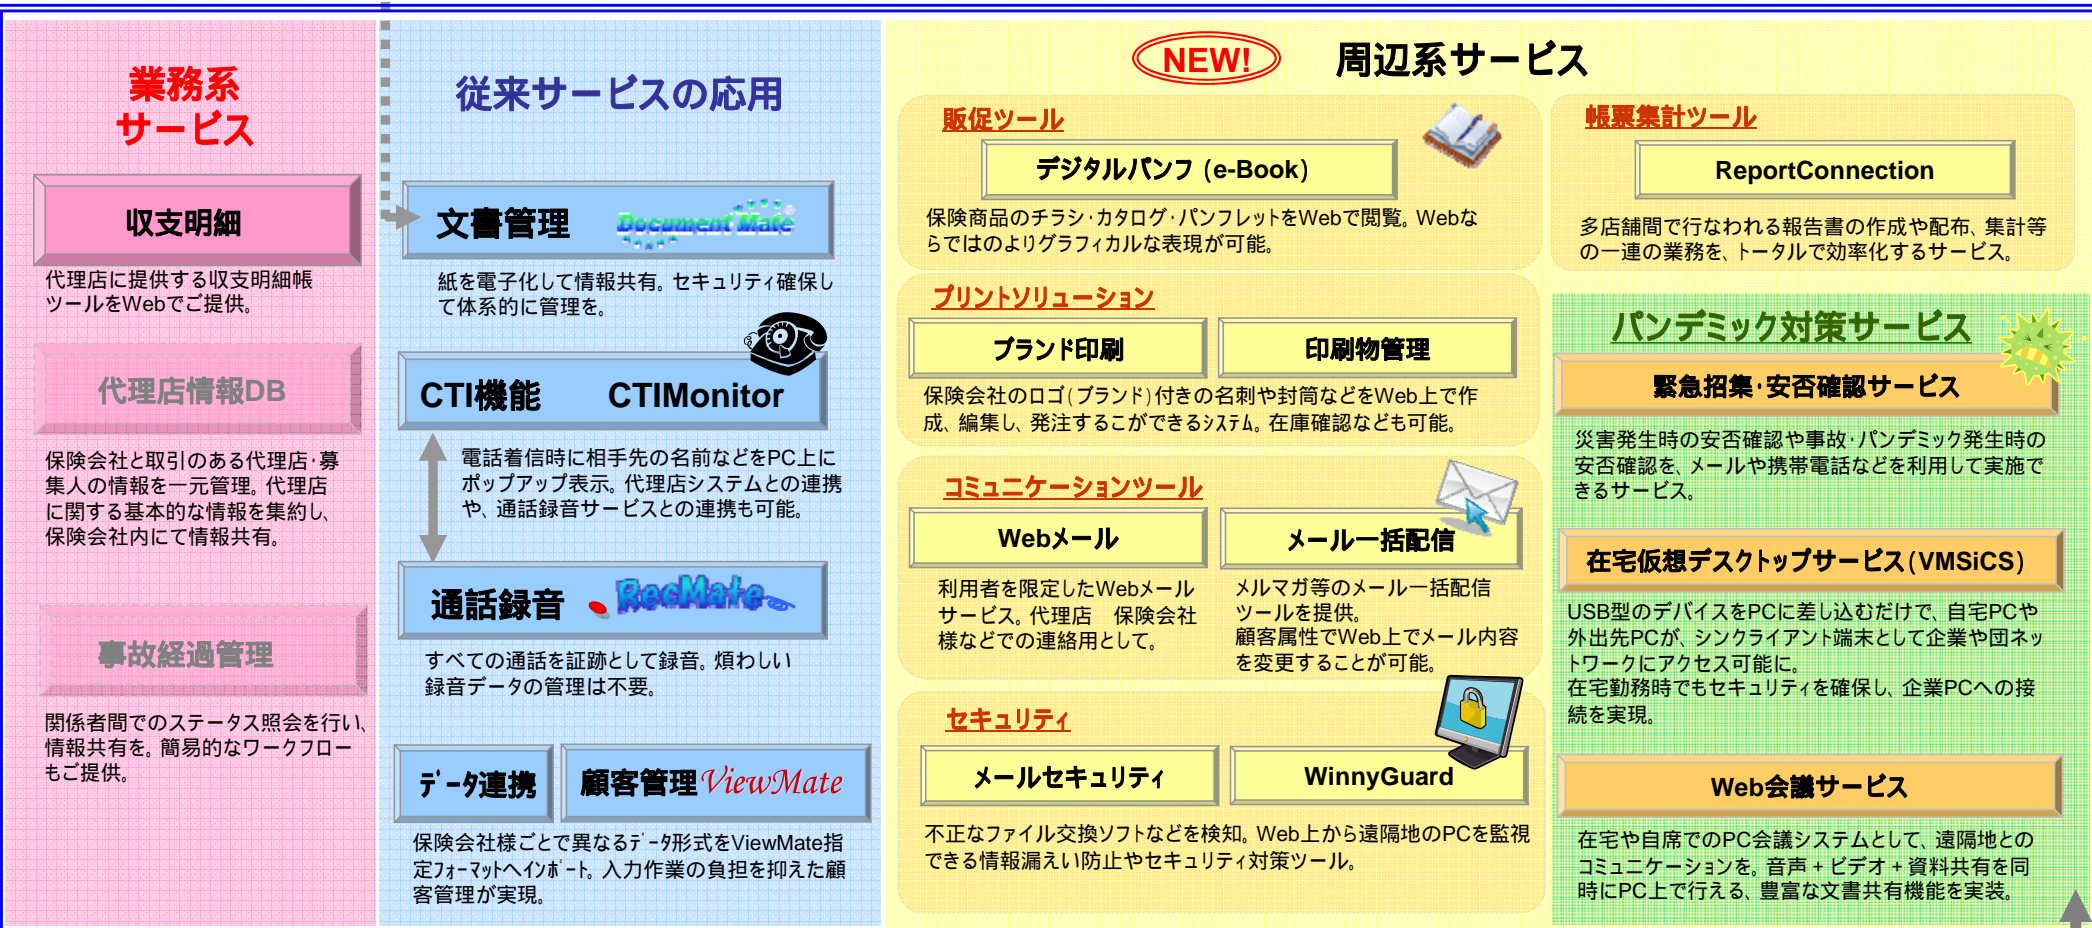 業務系
サービス
収支明細
代理店に提供する収支明細帳
ツールをWebでご提供。
代理店情報DB
保険会社と取引のある代理店・募
集人の情報を一元管理。代理店
に関する基本的な情報を集約し、
保険会社内にて情報共有。
事故経過管理
関係者間でのステータス照会を行い、
情報共有を。簡易的なワークフロー
もご提供。
従来サービスの応用
文書管理 Document Mate
紙を電子化して情報共有。セキュリティ確保し
て体系的に管理を。
CTI機能 CTIMonitor
電話着信時に相手先の名前などをPC上に
ポップアップ表示。代理店システムとの連携
や、通話録音サービスとの連携も可能。
通話録音 RecMate
すべての通話を証跡として録音。煩わしい
録音データの管理は不要。
ﾃﾞｰﾀ連携
顧客管理 ViewMate
保険会社様ごとで異なるﾃﾞｰﾀ形式をViewMate指
定ﾌｫｰﾏｯﾄへｲﾝﾎﾟｰﾄ。入力作業の負担を抑えた顧
客管理が実現。
NEW! 周辺系サービス
販促ツール
デジタルパンフ (e-Book)
保険商品のチラシ・カタログ・パンフレットをWebで閲覧。Webな
らではのよりグラフィカルな表現が可能。
プリントソリューション
ブランド印刷
印刷物管理
保険会社のロゴ(ブランド)付きの名刺や封筒などをWeb上で作
成、編集し、発注するこができるｼｽﾃﾑ。在庫確認なども可能。
コミュニケーションツール
Webメール
メール一括配信
利用者を限定したWebメール
サービス。代理店　保険会社
様などでの連絡用として。
メルマガ等のメール一括配信
ツールを提供。
顧客属性でWeb上でメール内容
を変更することが可能。
セキュリティ
メールセキュリティ
WinnyGuard
不正なファイル交換ソフトなどを検知。Web上から遠隔地のPCを監視
できる情報漏えい防止やセキュリティ対策ツール。
帳票集計ツール
ReportConnection
多店舗間で行なわれる報告書の作成や配布、集計等
の一連の業務を、トータルで効率化するサービス。
パンデミック対策サービス
緊急招集・安否確認サービス
災害発生時の安否確認や事故・パンデミック発生時の
安否確認を、メールや携帯電話などを利用して実施で
きるサービス。
在宅仮想デスクトップサービス(VMSiCS)
USB型のデバイスをPCに差し込むだけで、自宅PCや
外出先PCが、シンクライアント端末として企業や団ネッ
トワークにアクセス可能に。
在宅勤務時でもセキュリティを確保し、企業PCへの接
続を実現。
Web会議サービス
在宅や自席でのPC会議システムとして、遠隔地との
コミュニケーションを。音声＋ビデオ＋資料共有を同
時にPC上で行える、豊富な文書共有機能を実装。